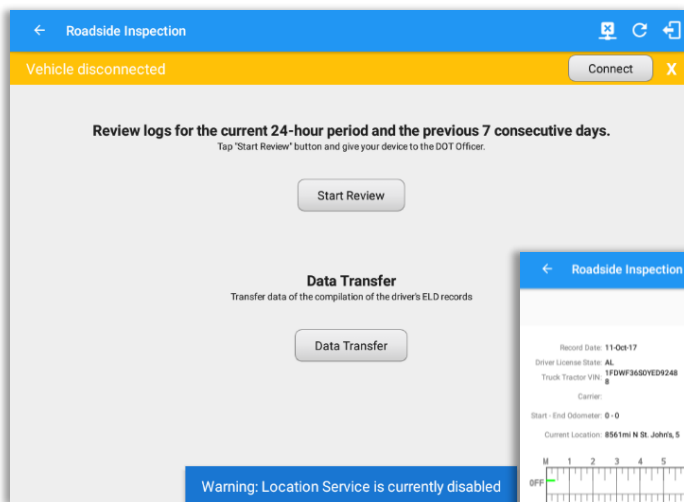 Roadside Inspection
Vehicle disconnected
Connect
X
Review logs for the current 24-hour period and the previous 7 consecutive days.
Tap "Start Review" button and give your device to the DOT Officer.
Start Review
Data Transfer
Transfer data of the compilation of the driver's ELD records
Data Transfer
Warning: Location Service is currently disabled
Roadside Inspection
Record Date: 11-Oct-17
Driver License State: AL
Truck Tractor VIN: 1FDWF36S0YED9248
8
Carrier:
Start - End Odometer: 0 - 0
Current Location: 8561mi N St. John's, 5
M 1 2 3 4 5
OFF